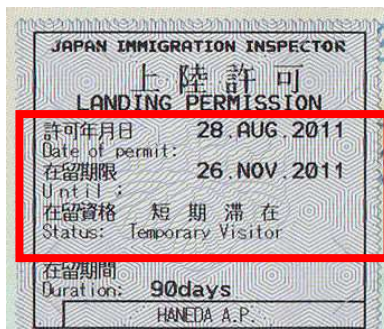 JAPAN IMMIGRATION INSPECTOR
上陸許可
LANDING PERMISSION
許可年月日 28.AUG.2011
Date of permit:
在留期限 26.NOV.2011
Until :
在留資格 短期滞在
Status: Temporary Visitor
在留期間
Duration: 90days
HANEDA A.P.